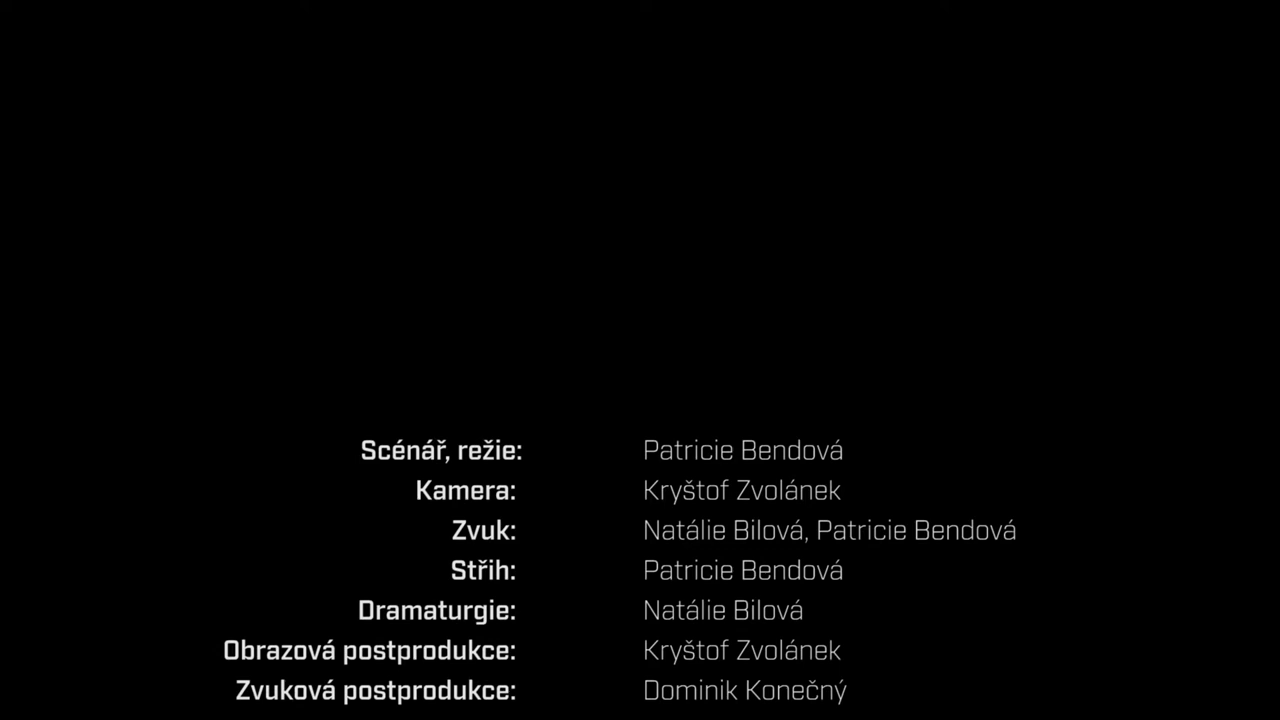 Scénář, režie: Patricie Bendová
Kamera: Kryštof Zvolánek
Zvuk: Natálie Bilová, Patricie Bendová
Střih: Patricie Bendová
Dramaturgie: Natálie Bilová
Obrazová postprodukce: Kryštof Zvolánek
Zvuková postprodukce: Dominik Konečný